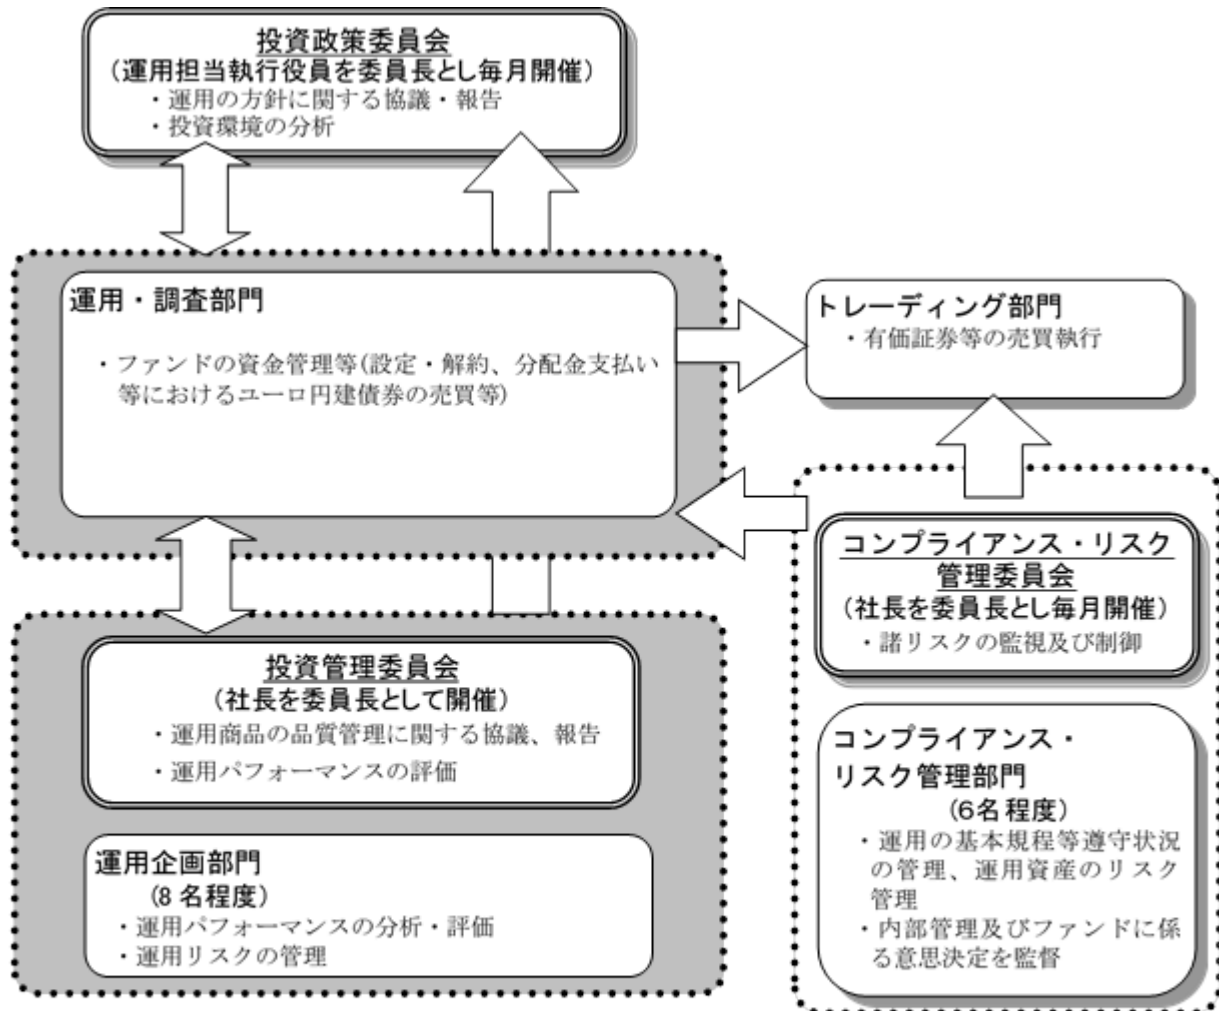 投資政策委員会
(運用担当執行役員を委員長とし毎月開催)
・運用の方針に関する協議・報告
・投資環境の分析
運用・調査部門
・ファンドの資金管理等(設定・解約、分配金支払い
等におけるユーロ円建債券の売買等)
トレーディング部門
・有価証券等の売買執行
コンプライアンス・リスク
管理委員会
(社長を委員長とし毎月開催)
・諸リスクの監視及び制御
投資管理委員会
(社長を委員長として開催)
・運用商品の品質管理に関する協議、報告
・運用パフォーマンスの評価
運用企画部門
(8名程度)
・運用パフォーマンスの分析・評価
・運用リスクの管理
コンプライアンス・
リスク管理部門
(6名程度)
・運用の基本規程等遵守状況
の管理、運用資産のリスク
管理
・内部管理及びファンドに係
る意思決定を監督